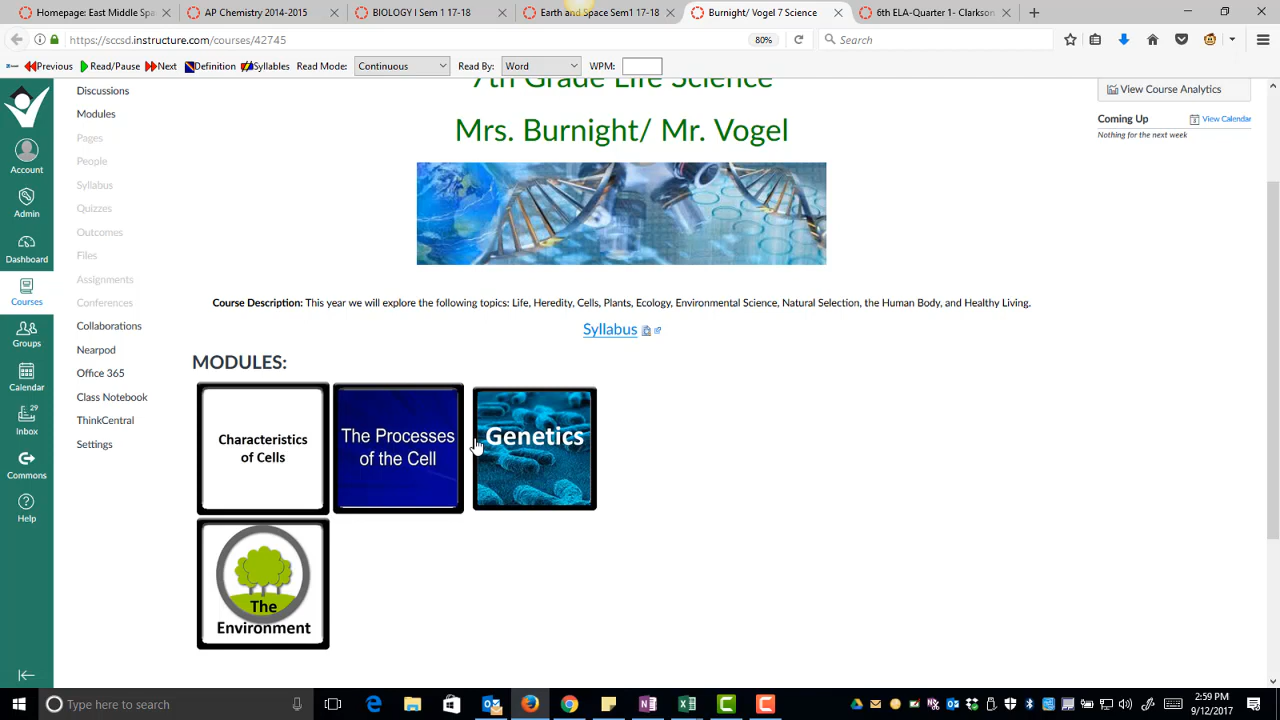 Homepage: East Middle Sc
AP Chemistry 2014-2015
BIOLOGY I Sem 1 17-18
Earth and Space Sem 1 17-18
Burnight/ Vogel 7 Science
6th ELA-Quarter 1- Clarkson
https://sccsd.instructure.com/courses/42745
80%
Search
Previous
Read/Pause
Next
Definition
Syllables
Read Mode:
Continuous
Read By:
Word
WPM:
Account
Admin
Dashboard
Courses
Groups
Calendar
29
Inbox
Commons
Help
Discussions
Modules
Pages
People
Syllabus
Quizzes
Outcomes
Files
Assignments
Conferences
Collaborations
Nearpod
Office 365
Class Notebook
ThinkCentral
Settings
7th Grade Life Science
Mrs. Burnight/ Mr. Vogel
Course Description: This year we will explore the following topics: Life, Heredity, Cells, Plants, Ecology, Environmental Science, Natural Selection, the Human Body, and Healthy Living.
Syllabus
MODULES:
Characteristics
of Cells
The Processes
of the Cell
Genetics
The
Environment
View Course Analytics
Coming Up
View Calendar
Nothing for the next week
Type here to search
2:59 PM
9/12/2017